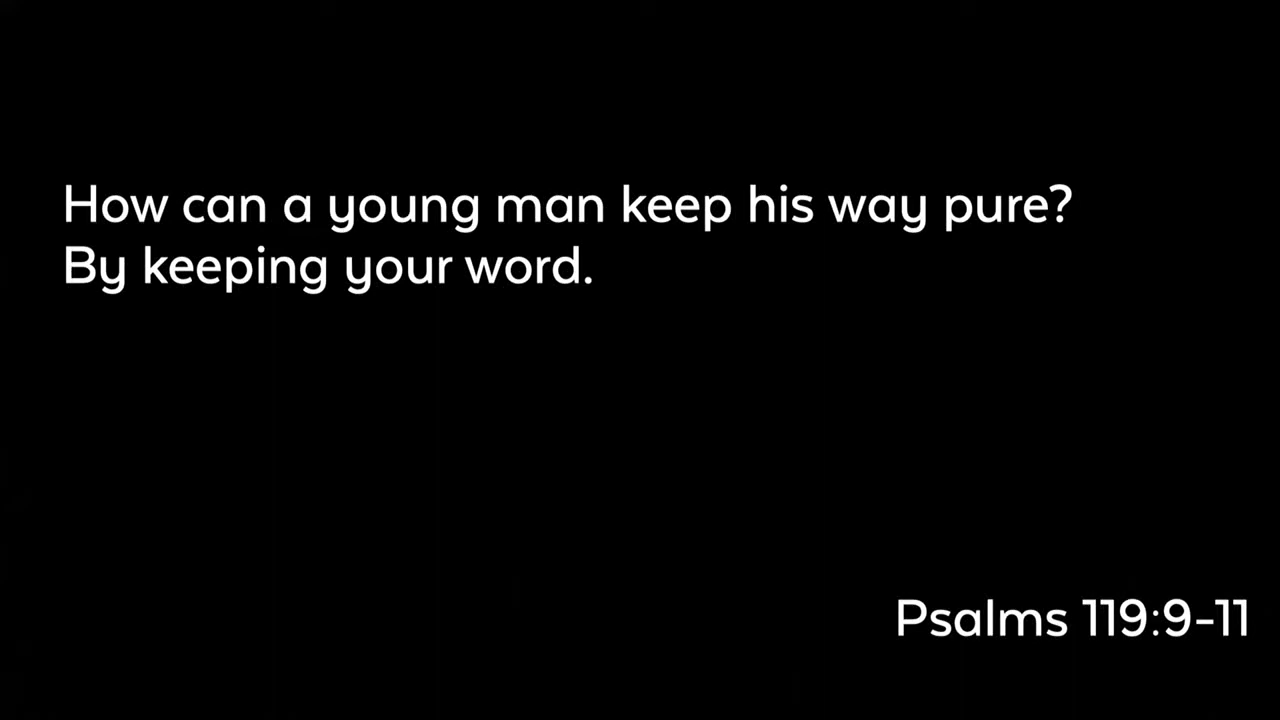 How can a young man keep his way pure?
By keeping your word.
Psalms 119:9-11